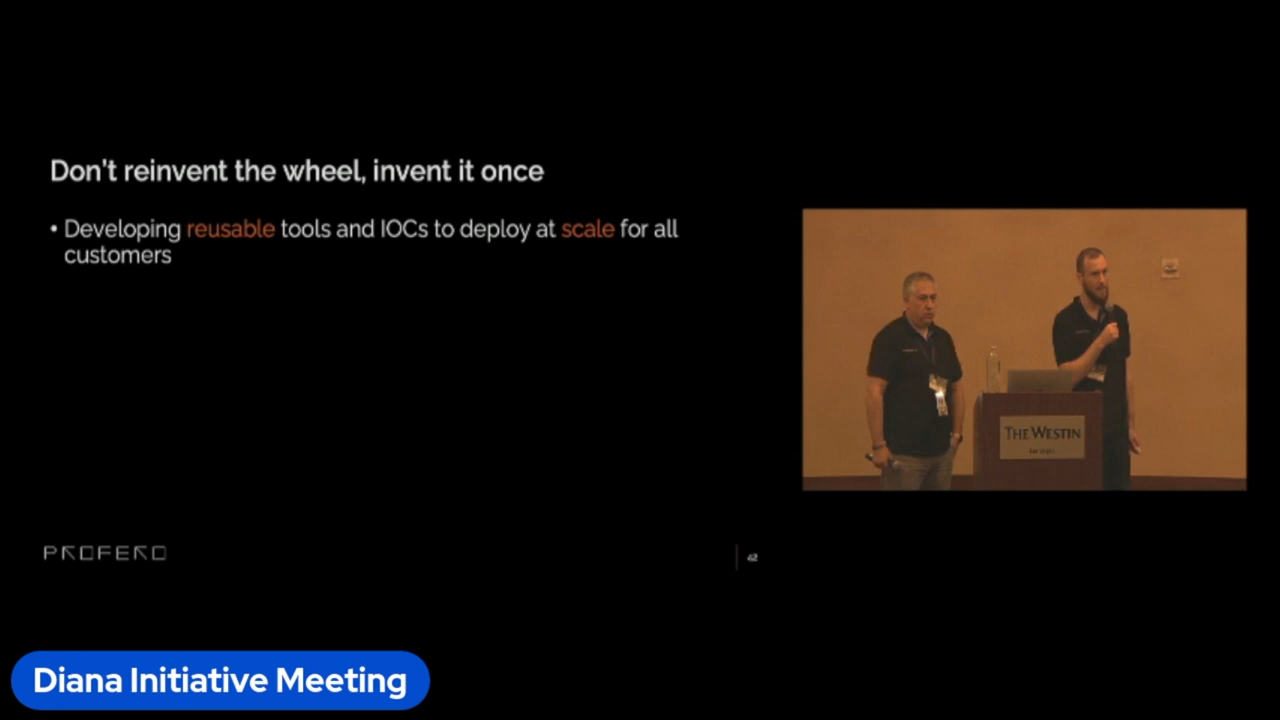 Don't reinvent the wheel, invent it once
• Developing reusable tools and IOCs to deploy at scale for all
customers
THE WESTIN
PROFERO
62
Diana Initiative Meeting